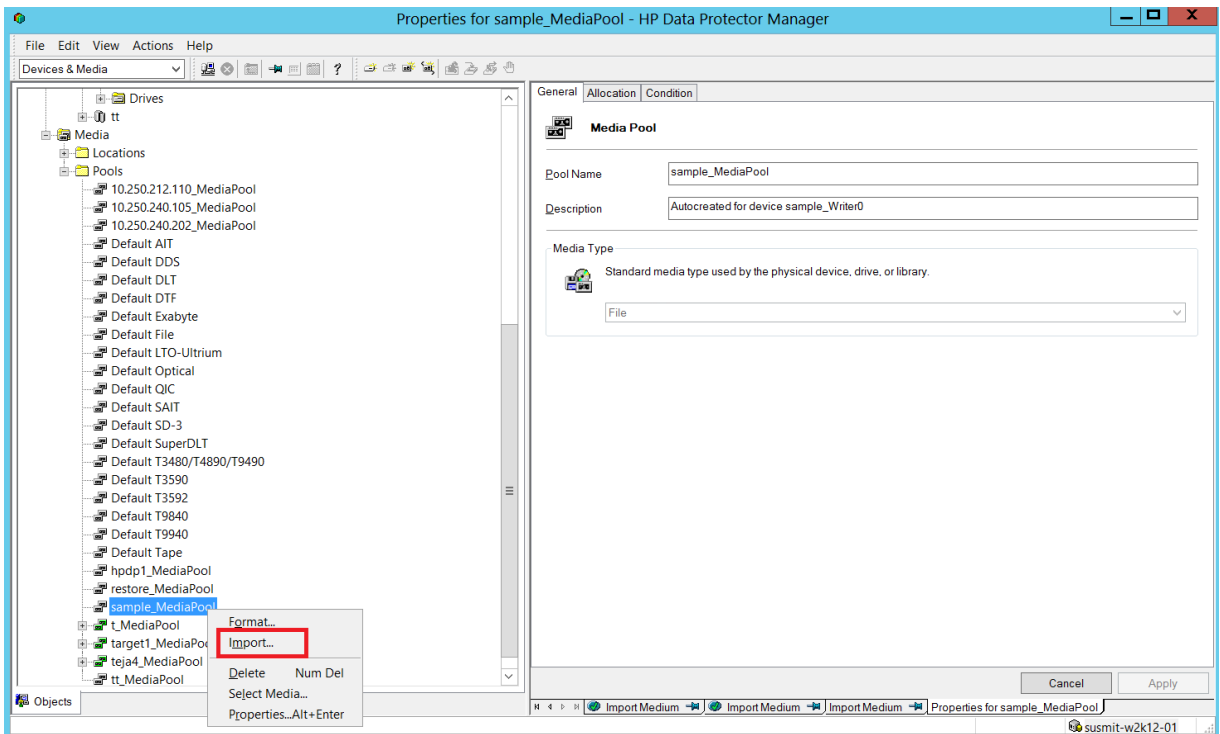 Properties for sample_MediaPool - HP Data Protector Manager
File Edit View Actions Help
Devices & Media
Drives
tt
Media
Locations
Pools
10.250.212.110_MediaPool
10.250.240.105_MediaPool
10.250.240.202_MediaPool
Default AIT
Default DDS
Default DLT
Default DTF
Default Exabyte
Default File
Default LTO-Ultrium
Default Optical
Default QIC
Default SAIT
Default SD-3
Default SuperDLT
Default T3480/T4890/T9490
Default T3590
Default T3592
Default T9840
Default T9940
Default Tape
hpdp1_MediaPool
restore_MediaPool
sample_MediaPool
t_MediaPool
target1_MediaPoo
teja4_MediaPool
tt_MediaPool
Format...
Import...
Delete Num Del
Select Media...
Properties...Alt+Enter
Objects
General Allocation Condition
Media Pool
Pool Name sample_MediaPool
Description Autocreated for device sample_Writer0
Media Type
Standard media type used by the physical device, drive, or library.
File
Cancel Apply
Import Medium Import Medium Import Medium Properties for sample_MediaPool
susmit-w2k12-01